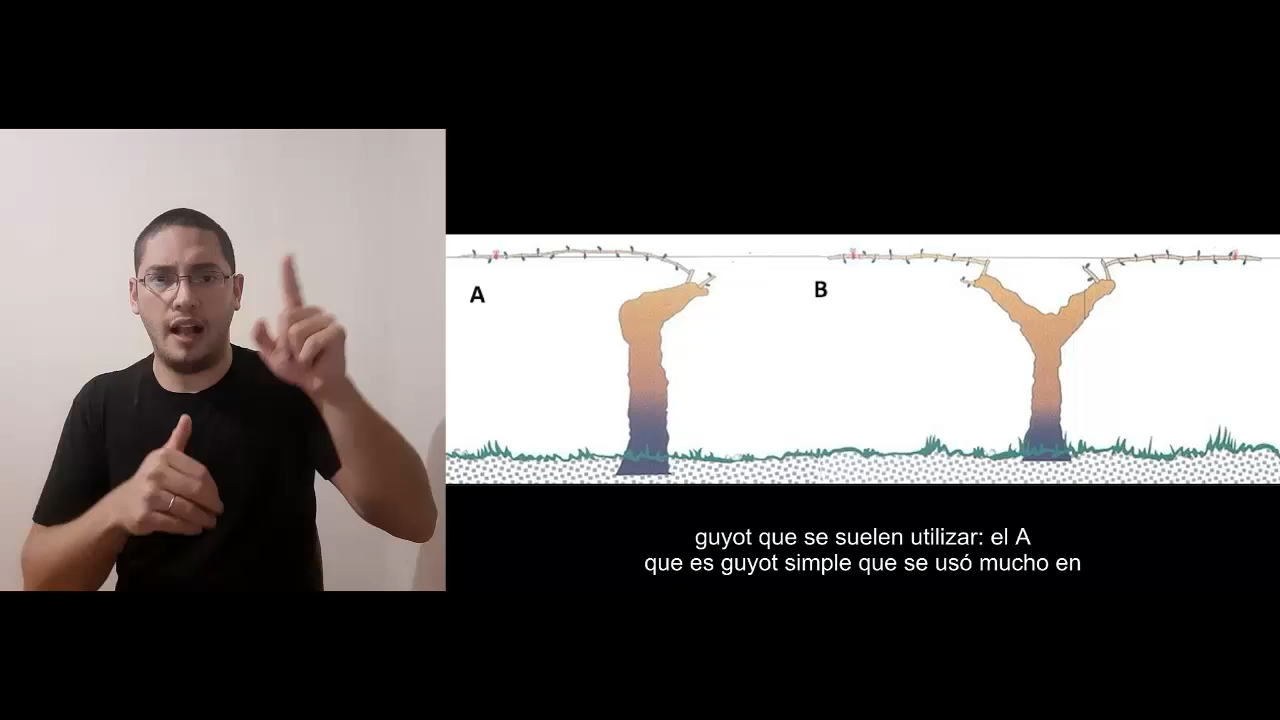 A
B
guyot que se suelen utilizar: el A
que es guyot simple que se usó mucho en